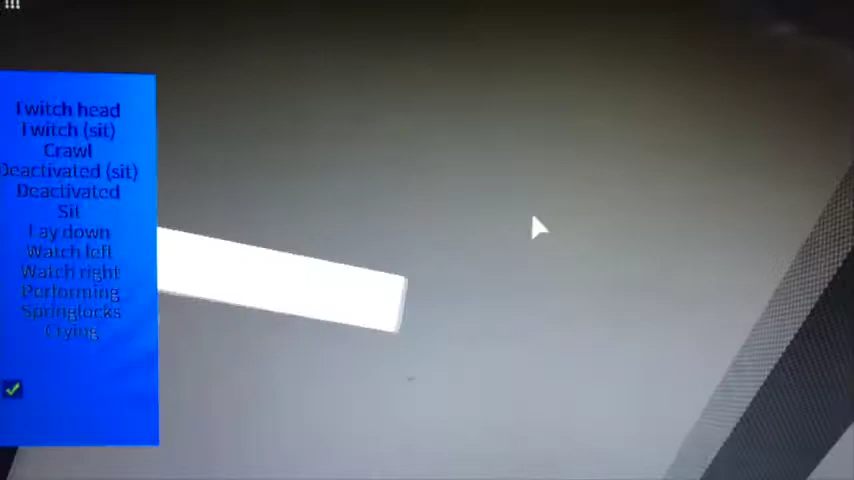 Twitch head
Twitch (sit)
Crawl
Deactivated (sit)
Deactivated
Sit
Lay down
Watch left
Watch right
Performing
Springlocks
Crying